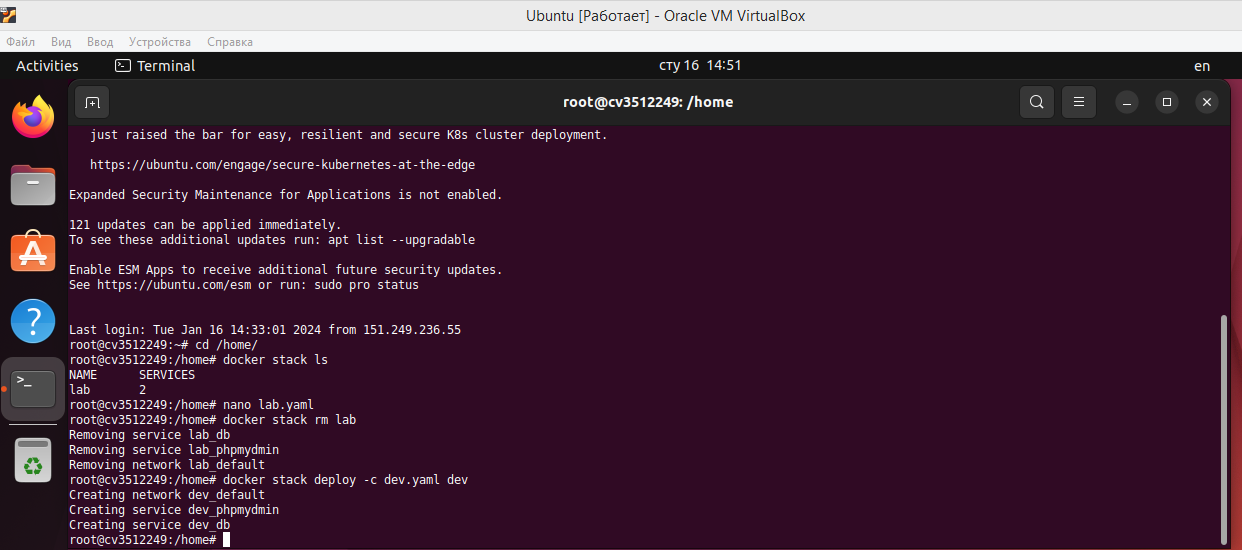 Ubuntu [Работает] - Oracle VM VirtualBox
Файл Вид Ввод Устройства Справка
Activities Terminal сту 16 14:51 en
root@cv3512249: /home
just raised the bar for easy, resilient and secure K8s cluster deployment.
https://ubuntu.com/engage/secure-kubernetes-at-the-edge
Expanded Security Maintenance for Applications is not enabled.
121 updates can be applied immediately.
To see these additional updates run: apt list --upgradable
Enable ESM Apps to receive additional future security updates.
See https://ubuntu.com/esm or run: sudo pro status
Last login: Tue Jan 16 14:33:01 2024 from 151.249.236.55
root@cv3512249:~# cd /home/
root@cv3512249:/home# docker stack ls
NAME SERVICES
lab 2
root@cv3512249:/home# nano lab.yaml
root@cv3512249:/home# docker stack rm lab
Removing service lab_db
Removing service lab_phpmydmin
Removing network lab_default
root@cv3512249:/home# docker stack deploy -c dev.yaml dev
Creating network dev_default
Creating service dev_phpmydmin
Creating service dev_db
root@cv3512249:/home#